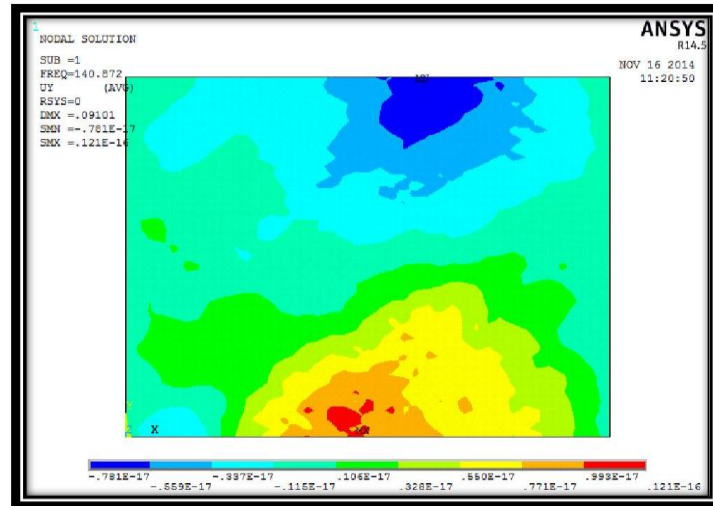 1
NODAL SOLUTION
SUB =1
FREQ=140.872
UY (AVG)
RSYS=0
DMX =.09101
SMN =-.781E-17
SMX =.121E-16
ANSYS
R14.5
NOV 16 2014
11:20:50
MN
Y
Z X
MX
-.781E-17 -.337E-17 .106E-17 .550E-17 .993E-17
-.559E-17 -.115E-17 .328E-17 .771E-17 .121E-16